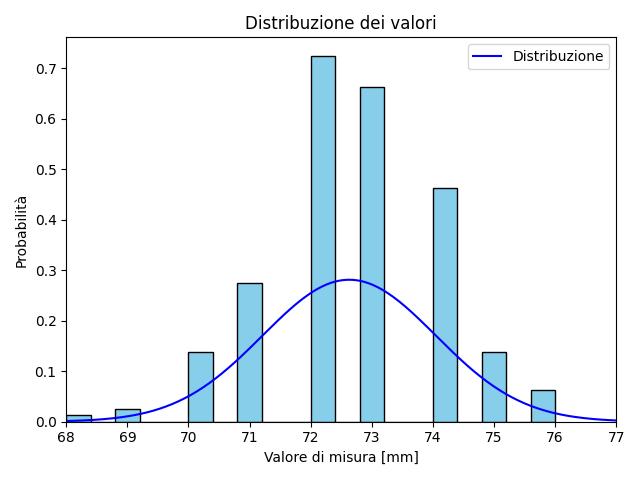 Distribuzione dei valori
Distribuzione
Probabilità
0.7
0.6
0.5
0.4
0.3
0.2
0.1
0.0
68 69 70 71 72 73 74 75 76 77
Valore di misura [mm]